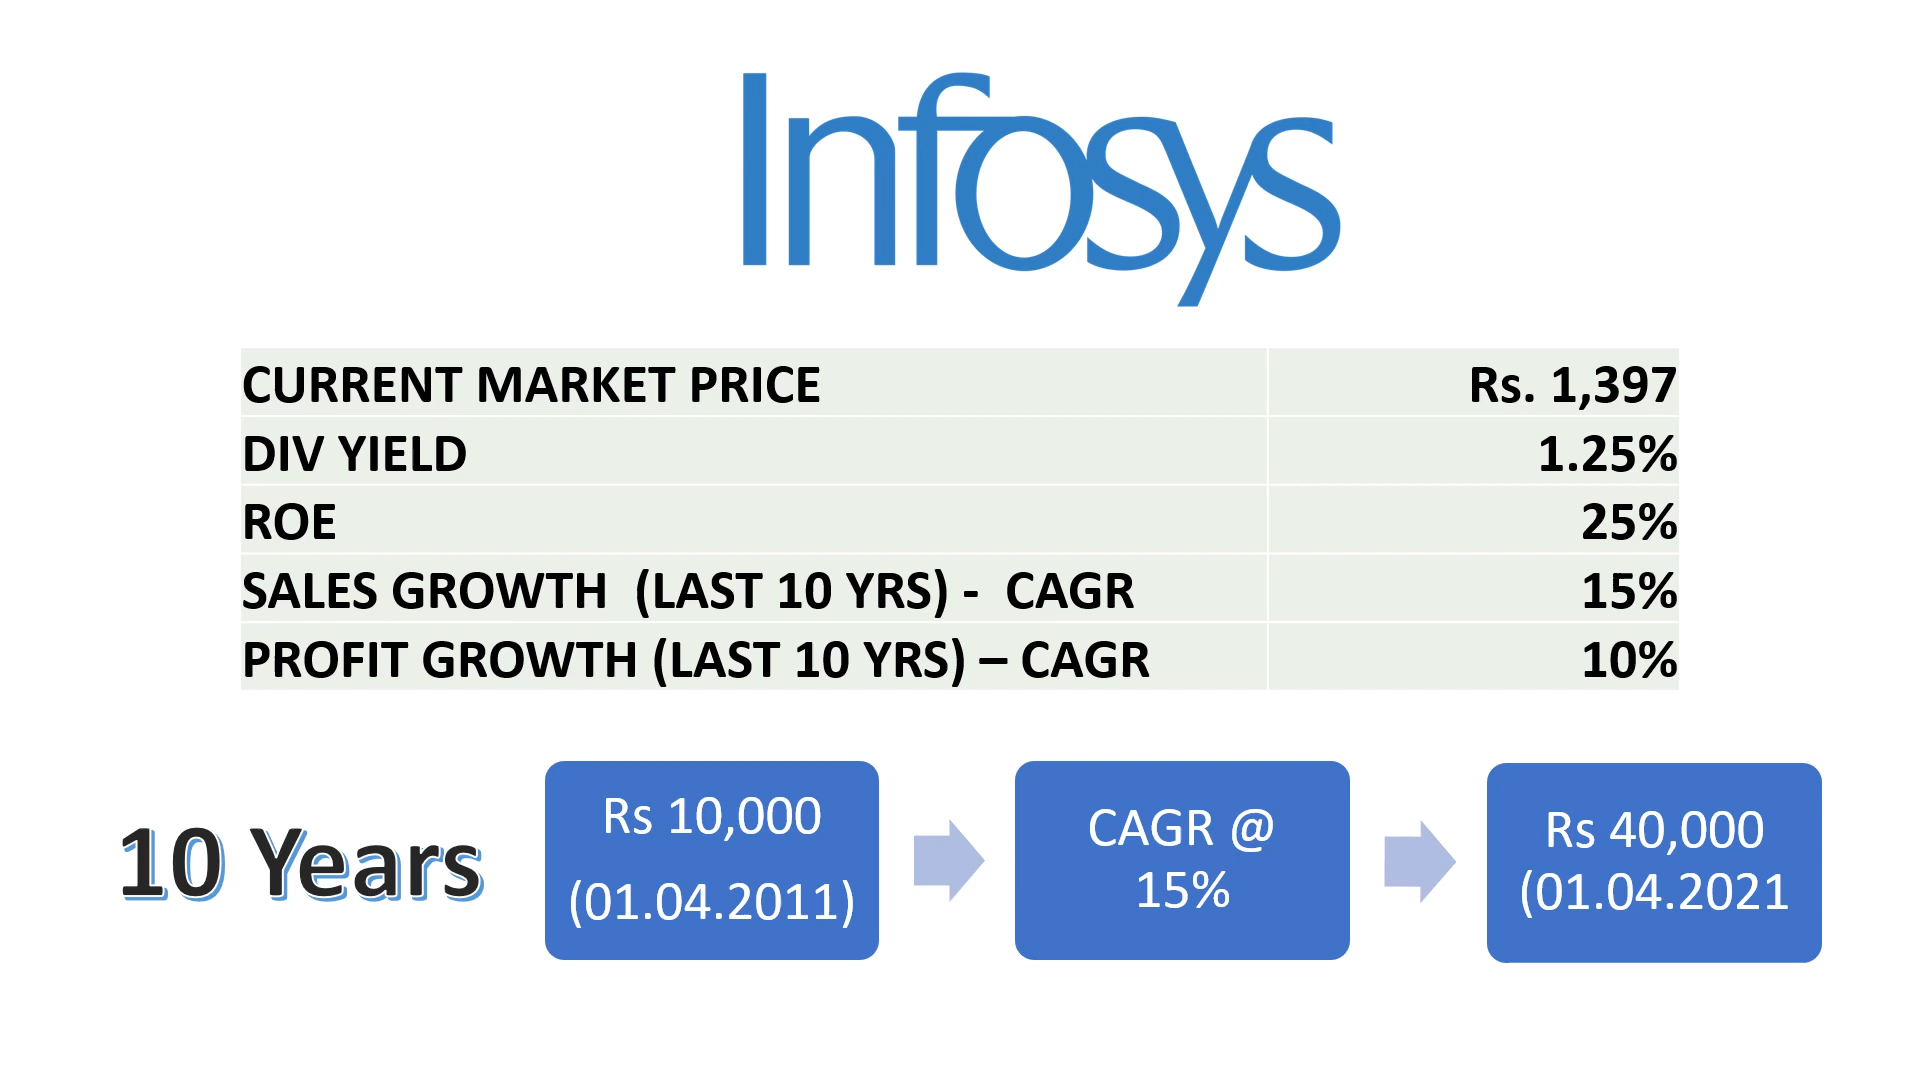 Infosys
CURRENT MARKET PRICE Rs. 1,397
DIV YIELD 1.25%
ROE 25%
SALES GROWTH  (LAST 10 YRS) -  CAGR 15%
PROFIT GROWTH (LAST 10 YRS) – CAGR 10%
10 Years
Rs 10,000
(01.04.2011)
CAGR @
15%
Rs 40,000
(01.04.2021